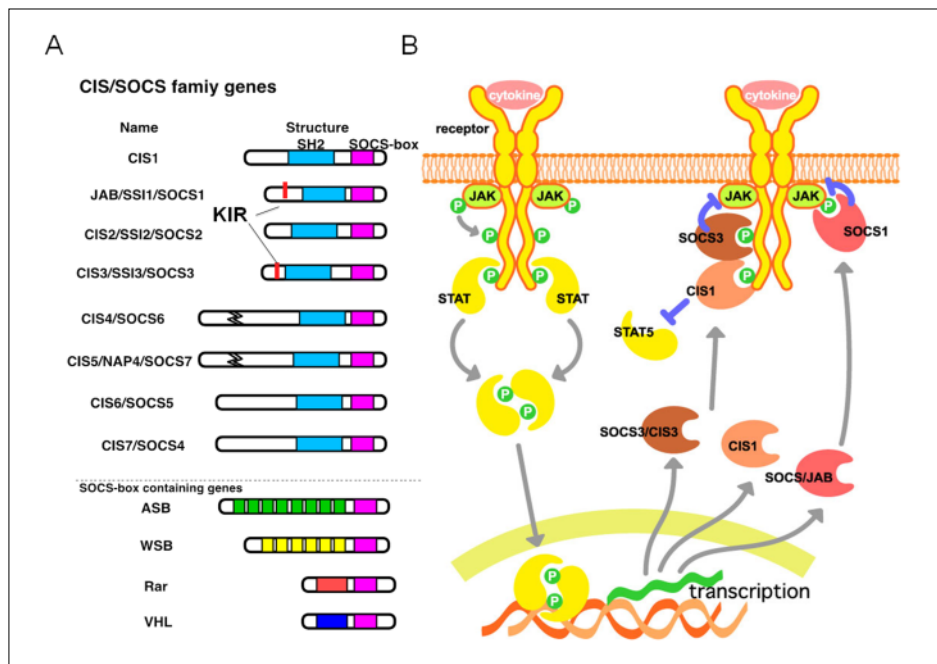 A
CIS/SOCS famiy genes
Name
Structure
SH2
SOCS-box
CIS1
JAB/SSI1/SOCS1
KIR
CIS2/SSI2/SOCS2
CIS3/SSI3/SOCS3
CIS4/SOCS6
CIS5/NAP4/SOCS7
CIS6/SOCS5
CIS7/SOCS4
SOCS-box containing genes
ASB
WSB
Rar
VHL
B
cytokine
cytokine
receptor
JAK
JAK
JAK
JAK
P
P
P
P
P
P
P
P
P
P
P
P
P
SOCS3
SOCS1
STAT
STAT
CIS1
STAT5
SOCS3/CIS3
CIS1
SOCS/JAB
P
P
transcription